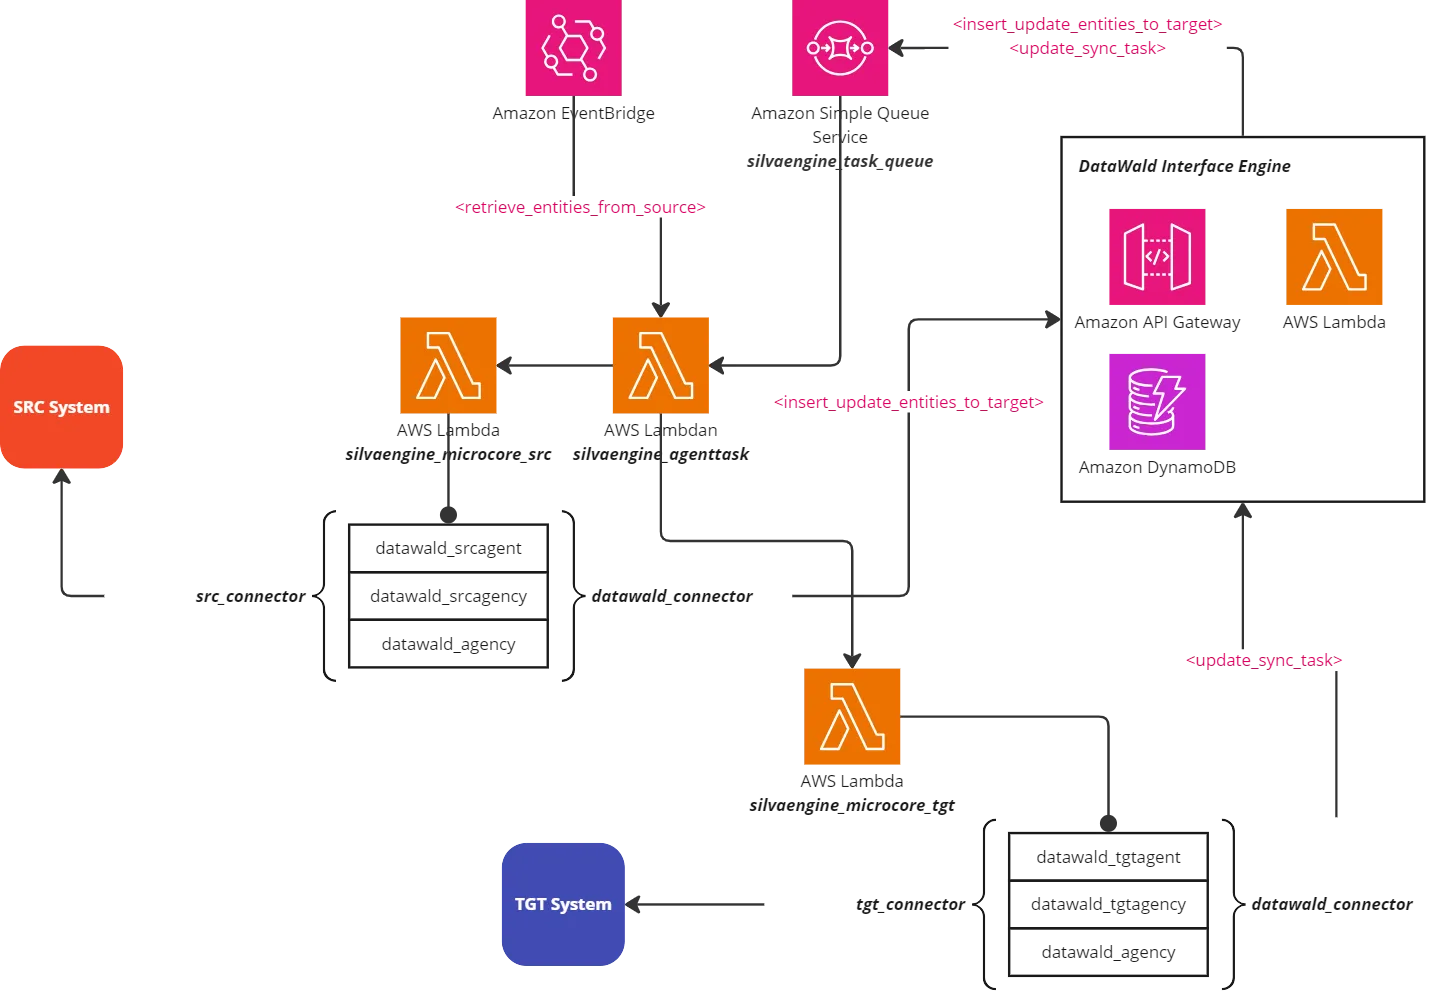 <insert_update_entities_to_target>
<update_sync_task>
Amazon EventBridge
Amazon Simple Queue
Service
silvaengine_task_queue
DataWald Interface Engine
<retrieve_entities_from_source>
Amazon API Gateway
AWS Lambda
SRC System
<insert_update_entities_to_target>
AWS Lambda
silvaengine_microcore_src
AWS Lambdan
silvaengine_agenttask
Amazon DynamoDB
datawald_srcagent
src_connector
datawald_srcagency
datawald_connector
datawald_agency
<update_sync_task>
AWS Lambda
silvaengine_microcore_tgt
datawald_tgtagent
TGT System
tgt_connector
datawald_tgtagency
datawald_connector
datawald_agency